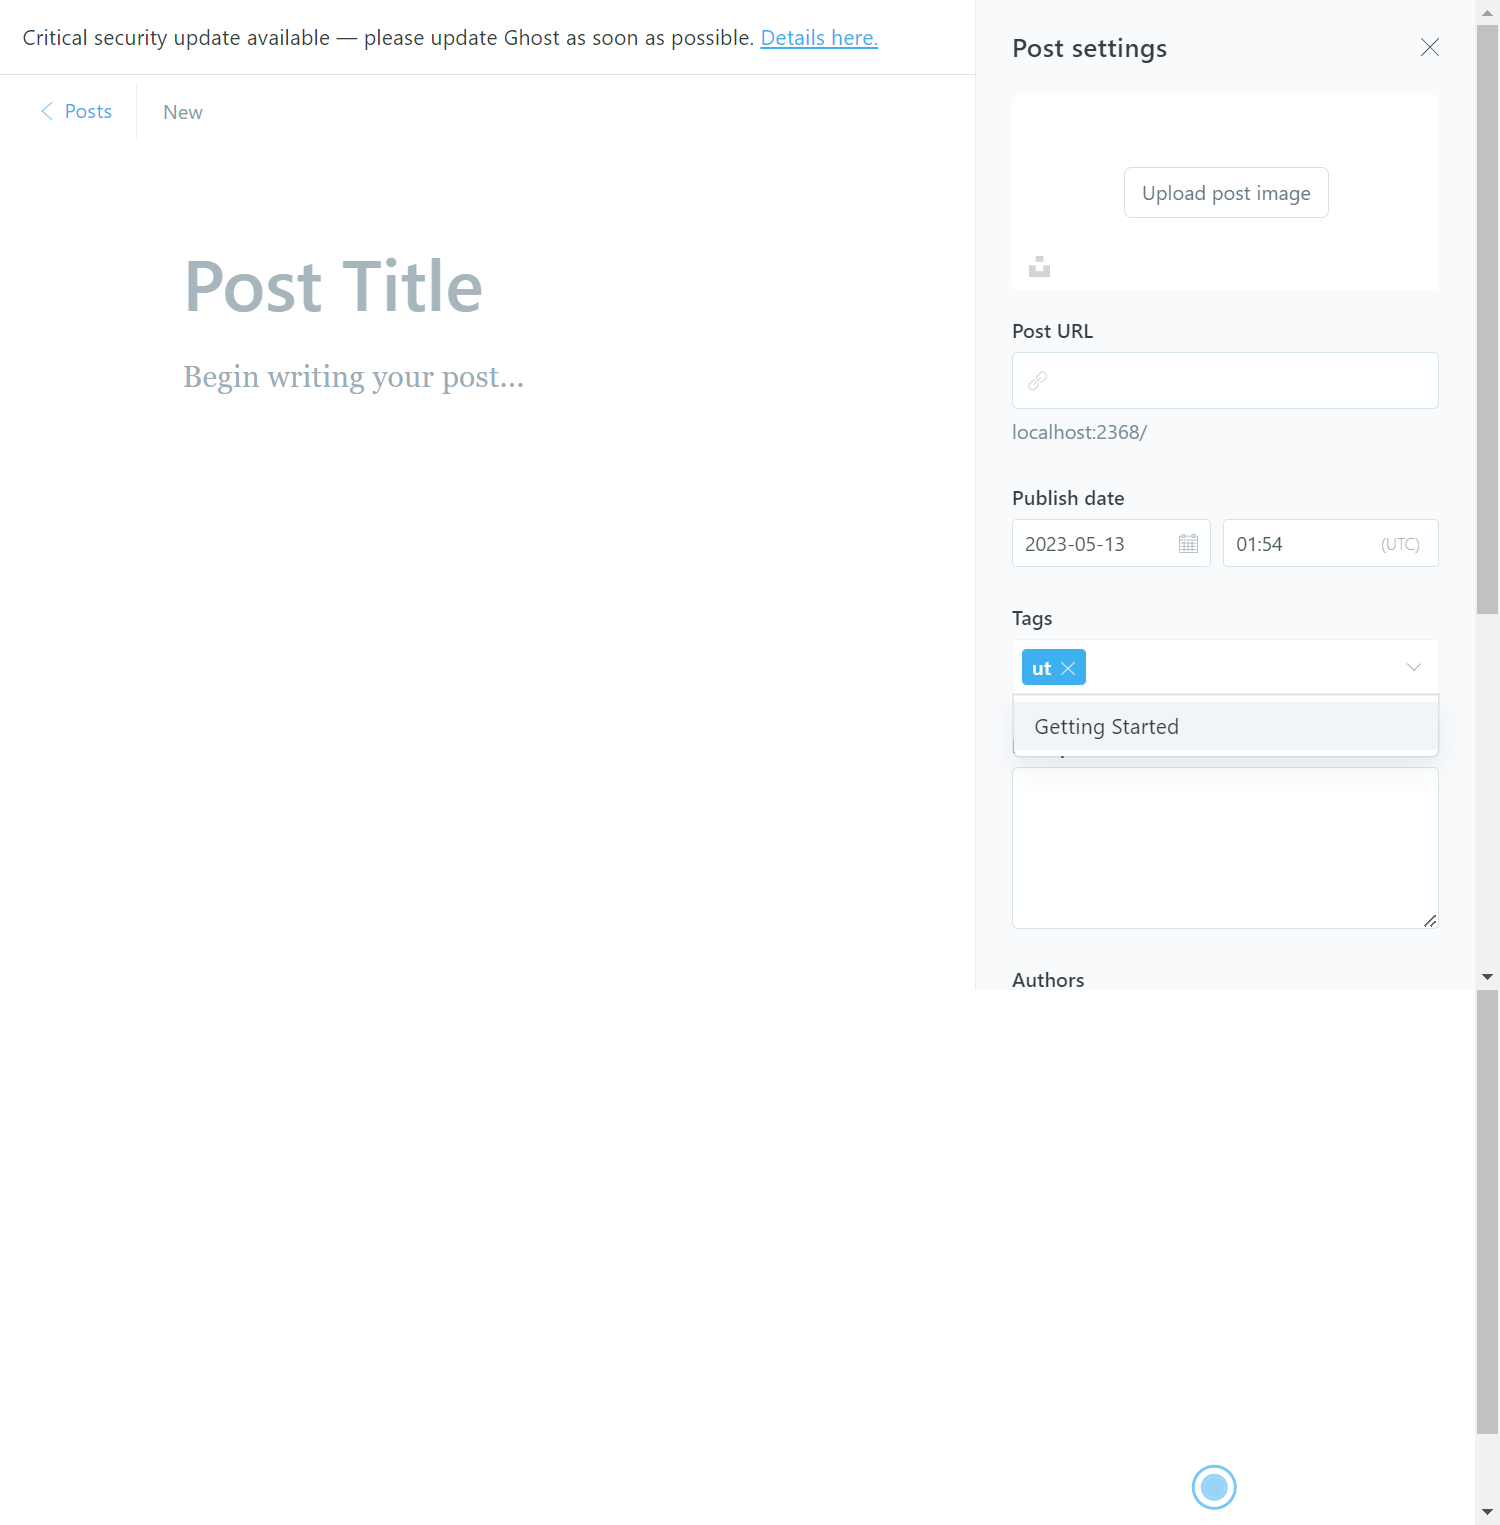 Critical security update available — please update Ghost as soon as possible. Details here.
Posts
New
Post Title
Begin writing your post...
Post settings
Upload post image
Post URL
localhost:2368/
Publish date
2023-05-13
01:54
(UTC)
Tags
ut
Getting Started
Authors